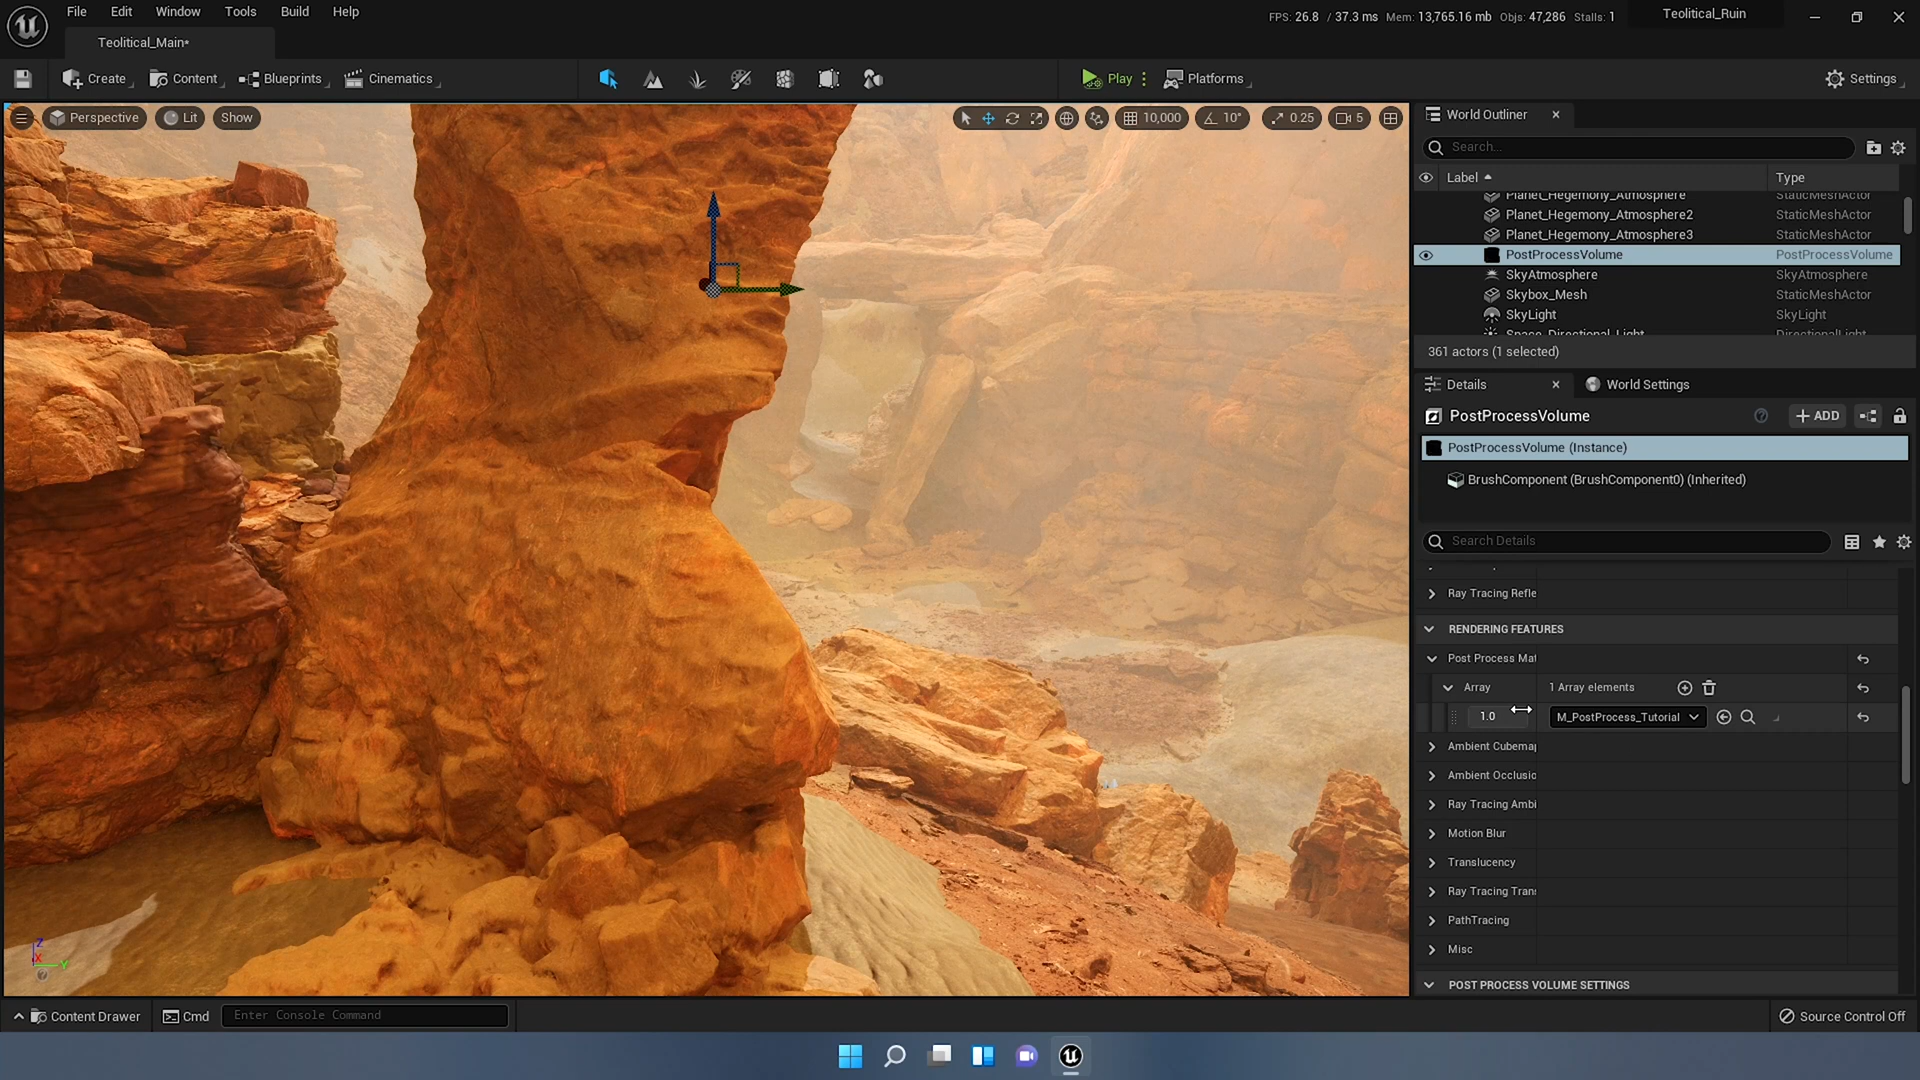 File Edit Window Tools Build Help
FPS: 26.8 / 37.3 ms Mem: 13,765.16 mb Objs: 47,286 Stalls: 1
Teolitical_Ruin
Teolitical_Main*
Create Content Blueprints Cinematics Play Platforms Settings
Perspective Lit Show 10,000 10° 0.25 5
World Outliner
Search...
Label Type
Planet_Hegemony_Atmosphere StaticMeshActor
Planet_Hegemony_Atmosphere2 StaticMeshActor
Planet_Hegemony_Atmosphere3 StaticMeshActor
PostProcessVolume PostProcessVolume
SkyAtmosphere SkyAtmosphere
Skybox_Mesh StaticMeshActor
SkyLight SkyLight
Space_Directional_Light DirectionalLight
361 actors (1 selected)
Details World Settings
PostProcessVolume ADD
PostProcessVolume (Instance)
BrushComponent (BrushComponent0) (Inherited)
Search Details
Ray Tracing Refle
RENDERING FEATURES
Post Process Mat
Array 1 Array elements
1.0 M_PostProcess_Tutorial
Ambient Cubemap
Ambient Occlusio
Ray Tracing Ambi
Motion Blur
Translucency
Ray Tracing Trans
PathTracing
Misc
POST PROCESS VOLUME SETTINGS
Z
X
Y
Content Drawer Cmd Enter Console Command Source Control Off